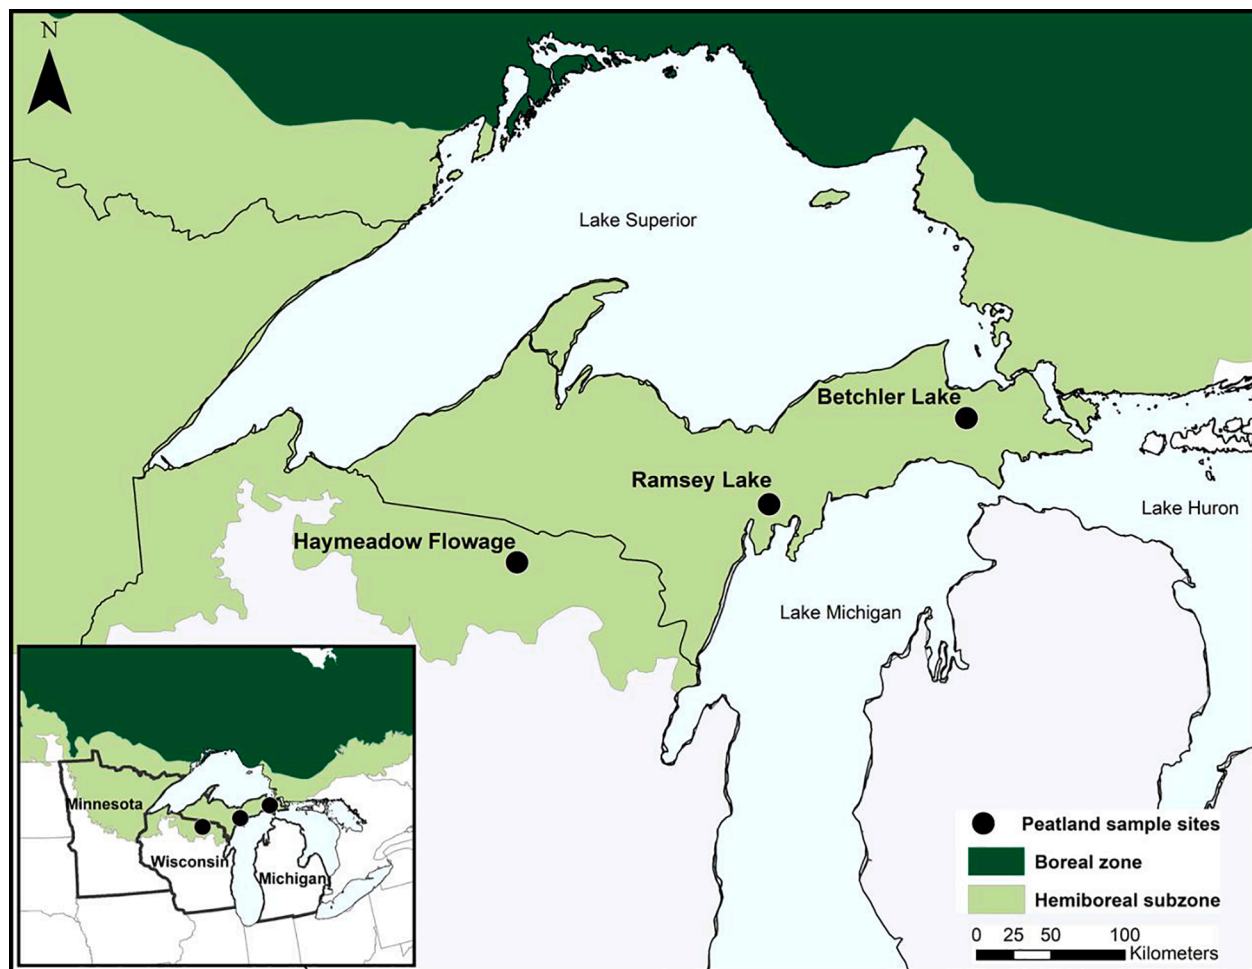 N
Lake Superior
Betchler Lake
Ramsey Lake
Lake Huron
Haymeadow Flowage
Lake Michigan
Minnesota
Wisconsin
Michigan
Peatland sample sites
Boreal zone
Hemiboreal subzone
0 25 50 100
Kilometers